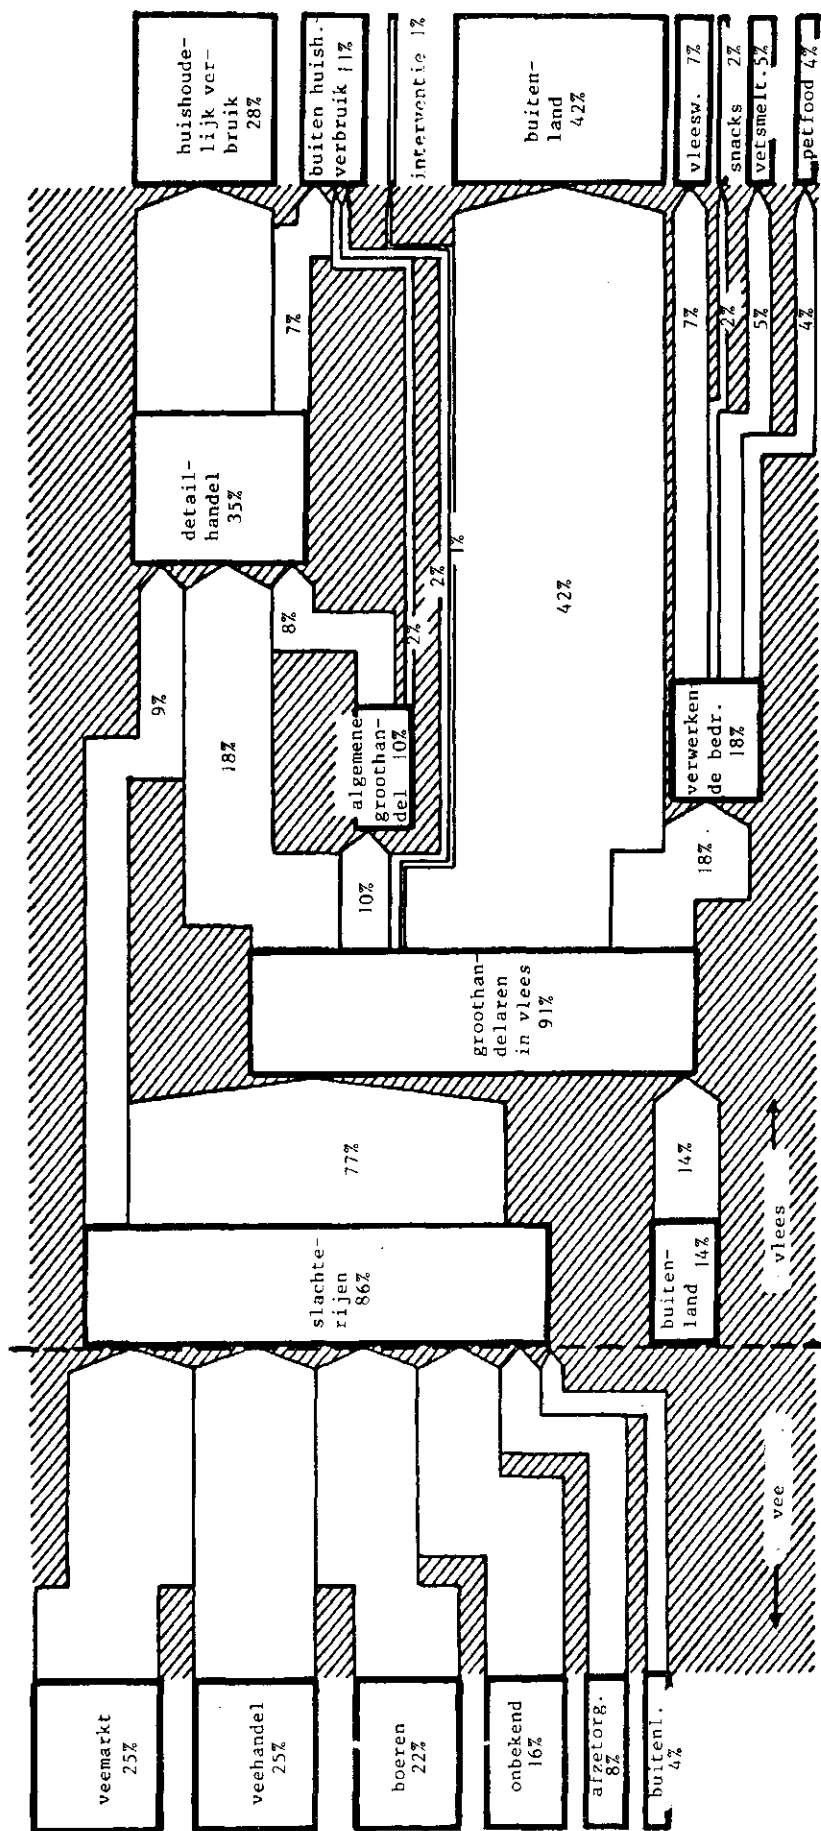 veemarkt
25%
veehandel
25%
boeren
22%
onbekend
16%
afzetorg.
8%
buitenl.
4%
vee
vlees
slachte-
rijen
86%
buiten-
land 14%
77%
14%
groothan-
delaren
in vlees
91%
9%
18%
10%
18%.
algemene
groothan-
del 10%
verwerken-
de bedr.
18%
8%
2%
2%
1%
42%
detail-
handel
35%
7%
7%
2%
5%
4%
huishoude-
lijk ver-
bruik
28%
buiten huish.-
verbruik 11%
interventie 1%
buiten-
land
42%
vleesw. 7%
snacks 2%
vetsmelt.5%
petfood 4%